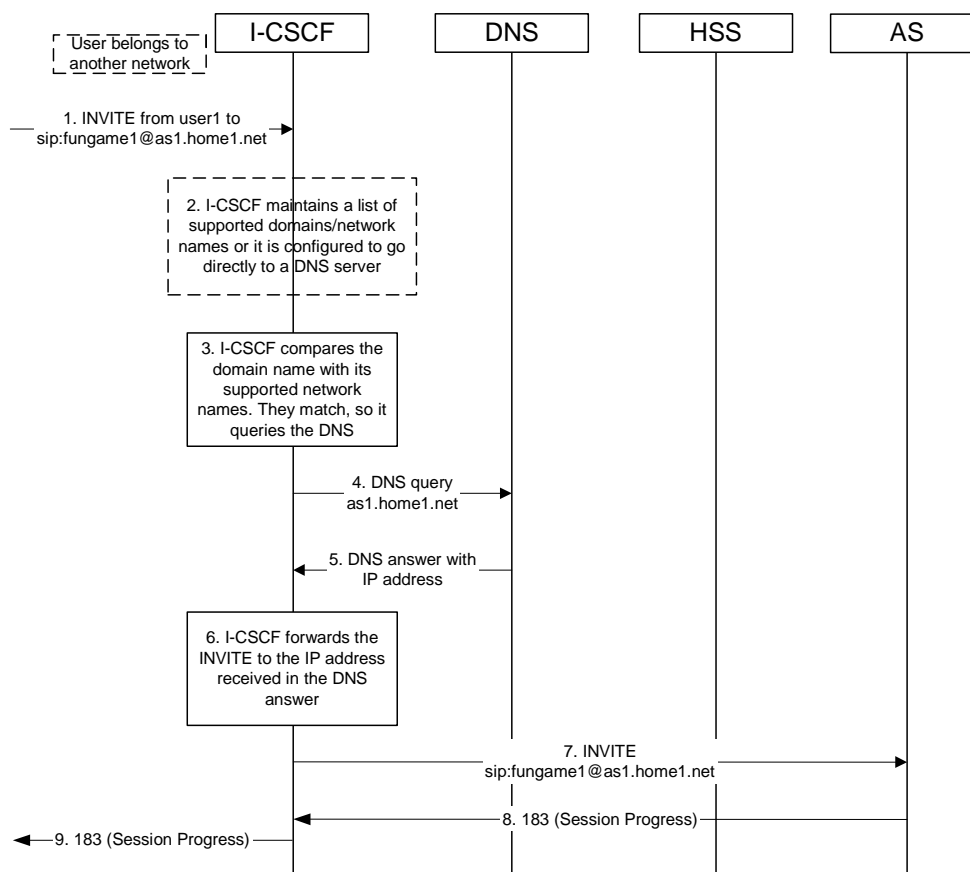 I-CSCF
DNS
HSS
AS
User belongs to
another network
1. INVITE from user1 to
sip:fungame1@as1.home1.net
2. I-CSCF maintains a list of
supported domains/network
names or it is configured to go
directly to a DNS server
3. I-CSCF compares the
domain name with its
supported network
names. They match, so it
queries the DNS
4. DNS query
as1.home1.net
5. DNS answer with
IP address
6. I-CSCF forwards the
INVITE to the IP address
received in the DNS
answer
7. INVITE
sip:fungame1@as1.home1.net
8. 183 (Session Progress)
9. 183 (Session Progress)